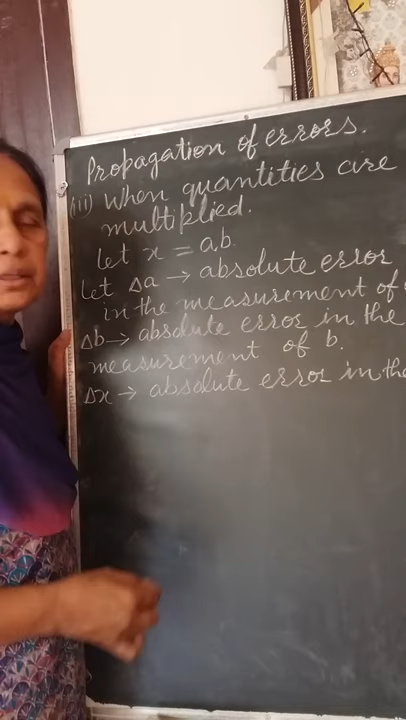 Propagation of errors.
(iii) When quantities are
multiplied.
Let x = a.b.
Let Δa → absolute error
in the measurement of
Δb → absolute error in the
measurement of b.
Δx → absolute error in the